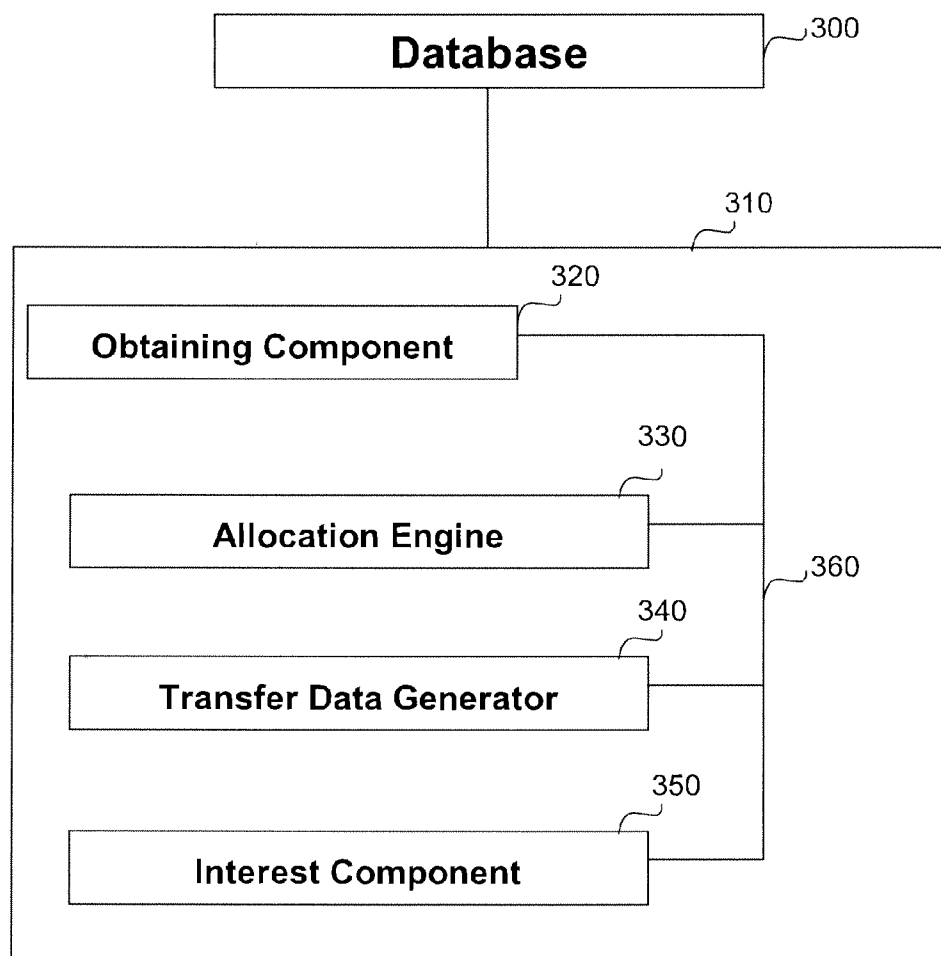 Database
300
310
320
Obtaining Component
330
Allocation Engine
360
340
Transfer Data Generator
350
Interest Component